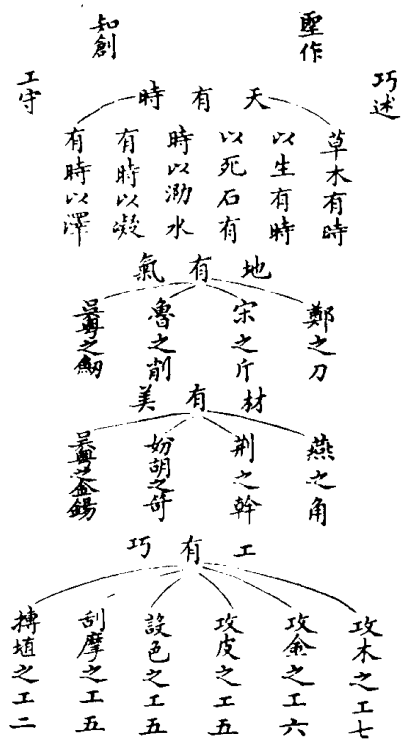 巧述
聖作
知創
工守
天有時
草木有時
以生有時
以死石有
時以泐水
有時以凝
有時以澤
地有氣
鄭之刀
宋之斤
魯之削
吳粵之釼
材有美
燕之角
荆之幹
妢胡之笴
吳粵之金錫
工有巧
攻木之工七
攻金之工六
攻皮之工五
設色之工五
刮摩之工五
搏埴之工二